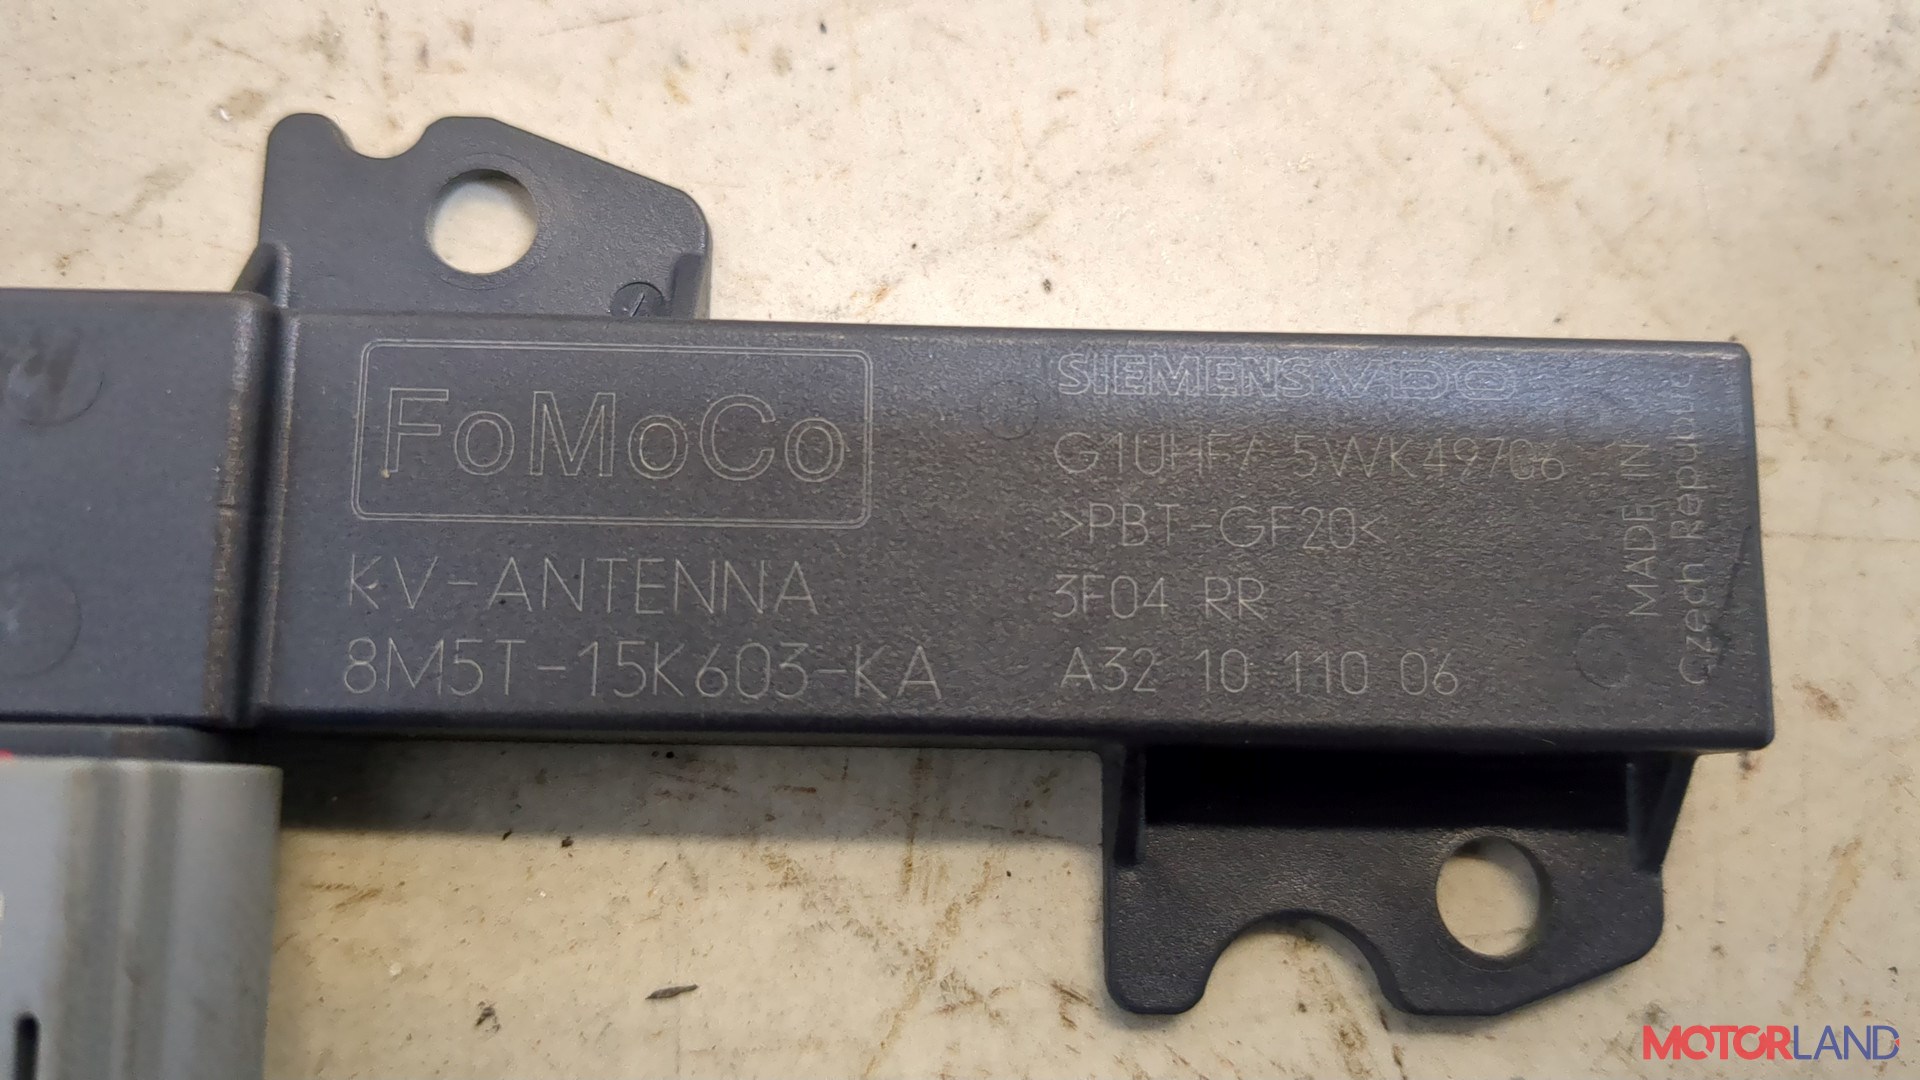 FoMoCo
KV-ANTENNA
8M5T-15K603-KA
SIEMENS VDO
G1UHF/ 5WK49706
>PBT-GF20<
3F04 RR
A32 10 110 06
MADE IN
Czech Republic
MOTORLAND